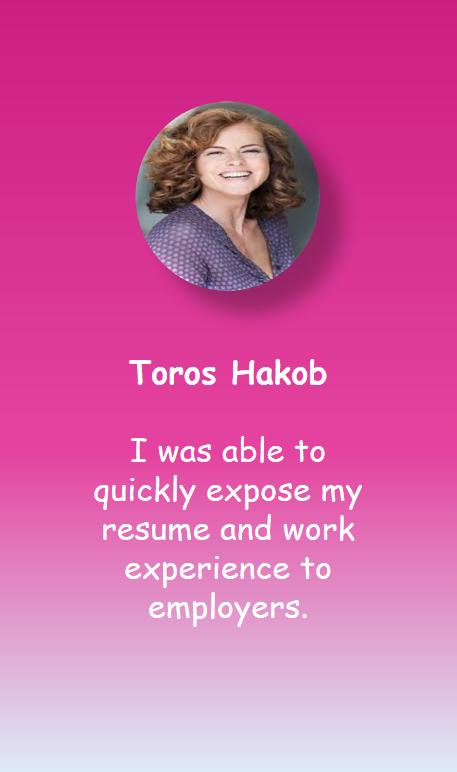 Toros Hakob
I was able to
quickly expose my
resume and work
experience to
employers.